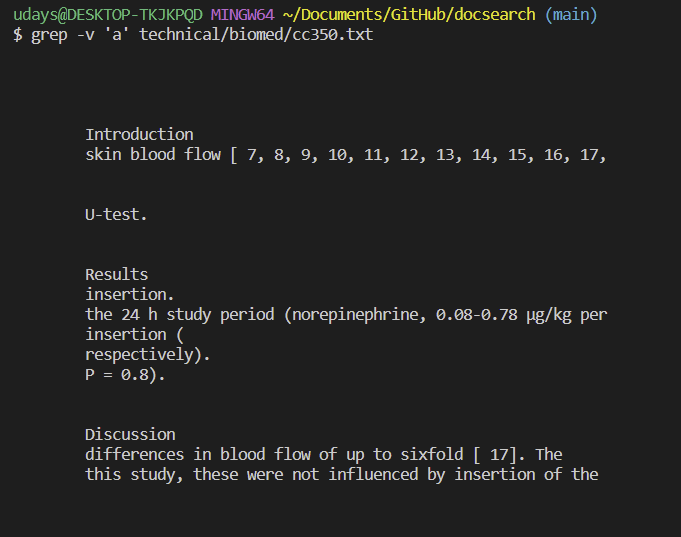 udays@DESKTOP-TKJKPQD MINGW64 ~/Documents/GitHub/docsearch (main)
$ grep -v 'a' technical/biomed/cc350.txt
Introduction
skin blood flow [ 7, 8, 9, 10, 11, 12, 13, 14, 15, 16, 17,
U-test.
Results
insertion.
the 24 h study period (norepinephrine, 0.08-0.78 µg/kg per
insertion (
respectively).
P = 0.8).
Discussion
differences in blood flow of up to sixfold [ 17]. The
this study, these were not influenced by insertion of the